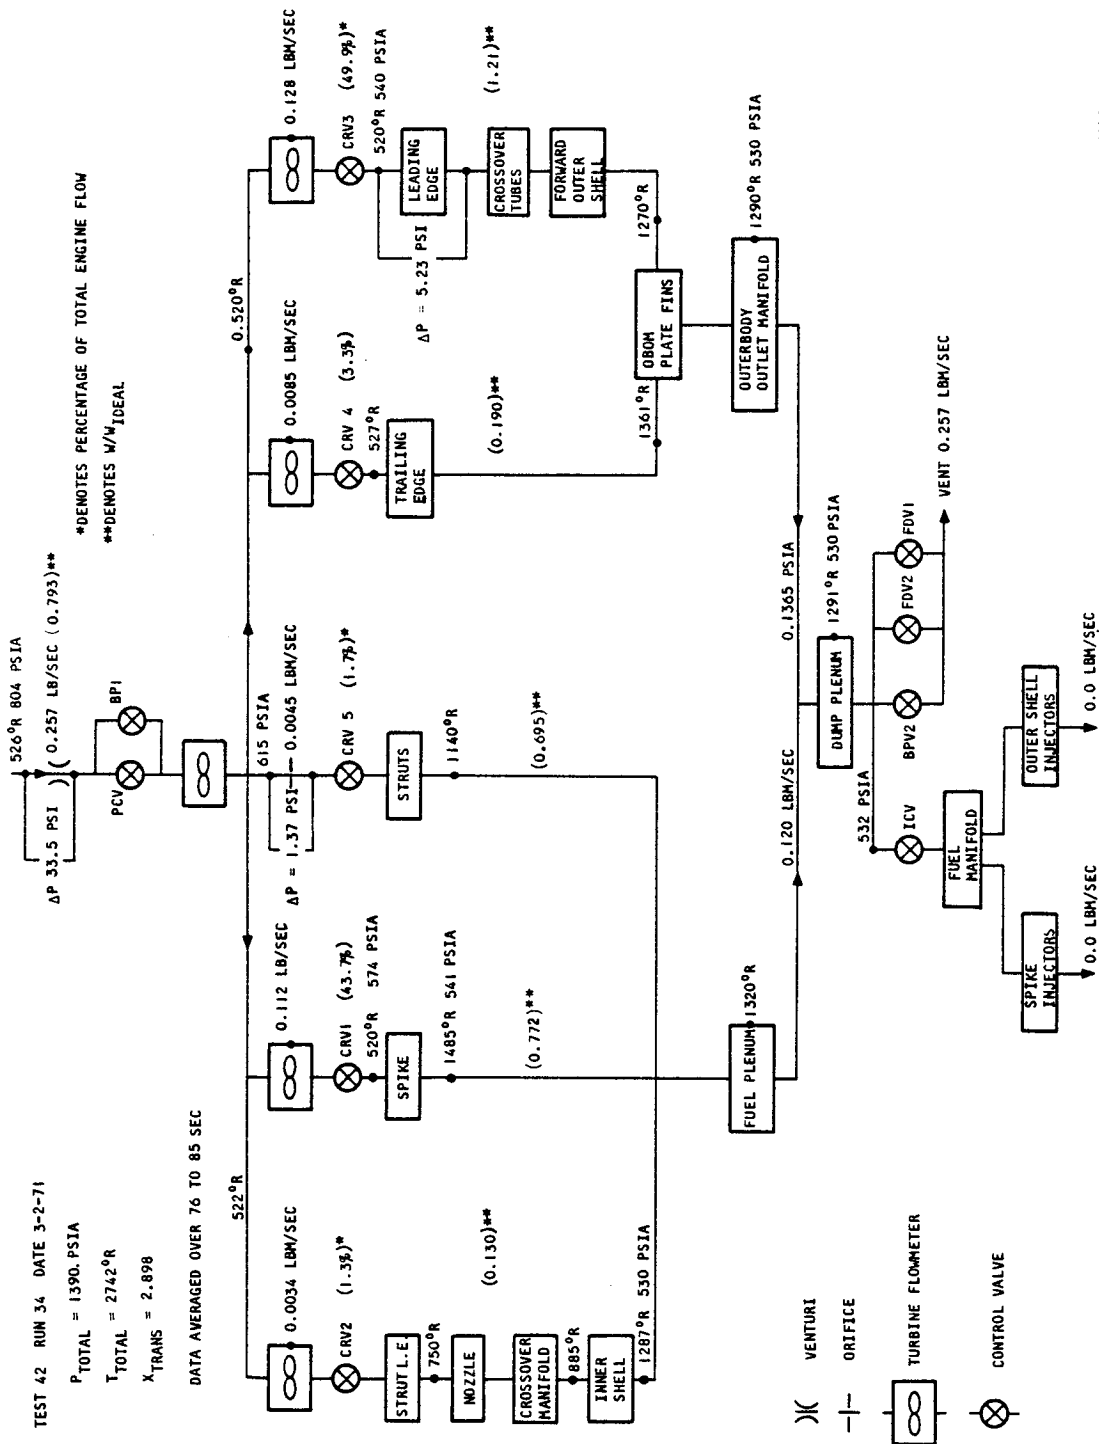 TEST 42 RUN 34 DATE 3-2-71
PTOTAL = 1390. PSIA
TTOTAL = 2742°R
XTRANS = 2.898
DATA AVERAGED OVER 76 TO 85 SEC
526°R 804 PSIA
ΔP 33.5 PSI
(0.257 LB/SEC (0.793)**
PCV
BP1
*DENOTES PERCENTAGE OF TOTAL ENGINE FLOW
**DENOTES W/WIDEAL
522°R
615 PSIA
0.520°R
0.0034 LBM/SEC
CRV2 (1.3%)*
STRUT L.E
750°R
NOZZLE
(0.130)**
CROSSOVER
MANIFOLD
885°R
INNER
SHELL
1287°R 530 PSIA
0.112 LB/SEC
CRV1 (43.7%)
520°R 574 PSIA
SPIKE
1485°R 541 PSIA
(0.772)**
ΔP = 1.37 PSI
0.0045 LBM/SEC
CRV 5 (1.7%)*
STRUTS
1140°R
(0.695)**
0.0085 LBM/SEC
CRV 4 (3.3%)
527°R
TRAILING
EDGE
(0.190)**
1361°R
0.128 LBM/SEC
CRV3 (49.9%)*
520°R 540 PSIA
LEADING
EDGE
ΔP = 5.23 PSI
(1.21)**
CROSSOVER
TUBES
FORWARD
OUTER
SHELL
1270°R
OBOM
PLATE FINS
OUTERBODY
OUTLET MANIFOLD
1290°R 530 PSIA
FUEL PLENUM
1320°R
0.120 LBM/SEC
0.1365 PSIA
DUMP PLENUM
1291°R 530 PSIA
532 PSIA
ICV
BPV2
FDV2
FDV1
VENT 0.257 LBM/SEC
FUEL
MANIFOLD
SPIKE
INJECTORS
0.0 LBM/SEC
OUTER SHELL
INJECTORS
0.0 LBM/SEC
VENTURI
ORIFICE
TURBINE FLOWMETER
CONTROL VALVE